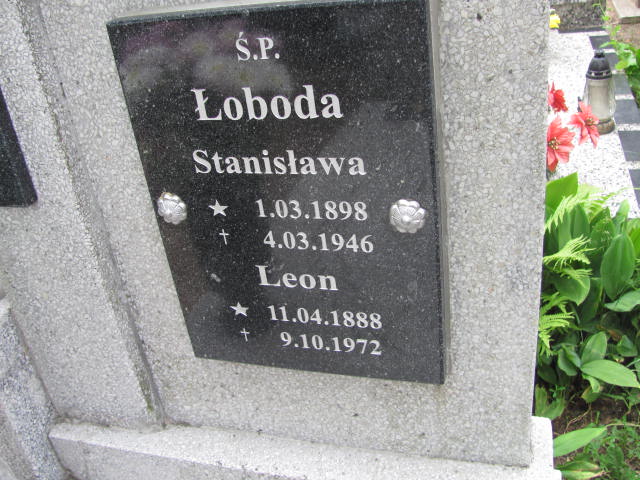 Ś.P.
Łoboda
Stanisława
★ 1.03.1898
† 4.03.1946
Leon
★ 11.04.1888
† 9.10.1972